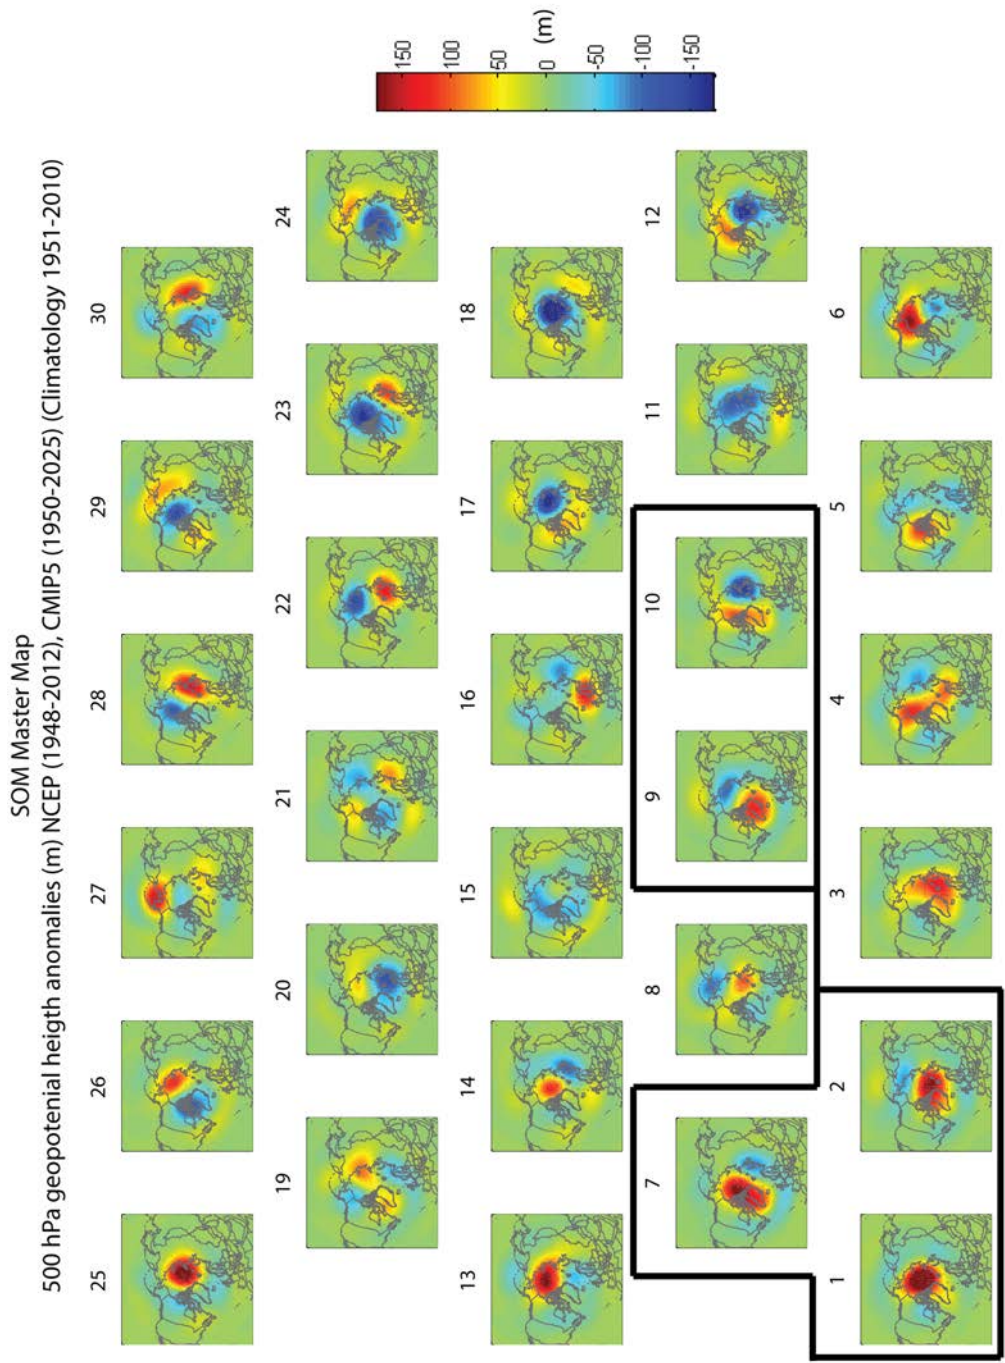 SOM Master Map
500 hPa geopotenial heigth anomalies (m) NCEP (1948-2012), CMIP5 (1950-2025) (Climatology 1951-2010)
25 26 27 28 29 30
19 20 21 22 23 24
13 14 15 16 17 18
7 8 9 10 11 12
1 2 3 4 5 6
150
100
50
0
-50
-100
-150
(m)